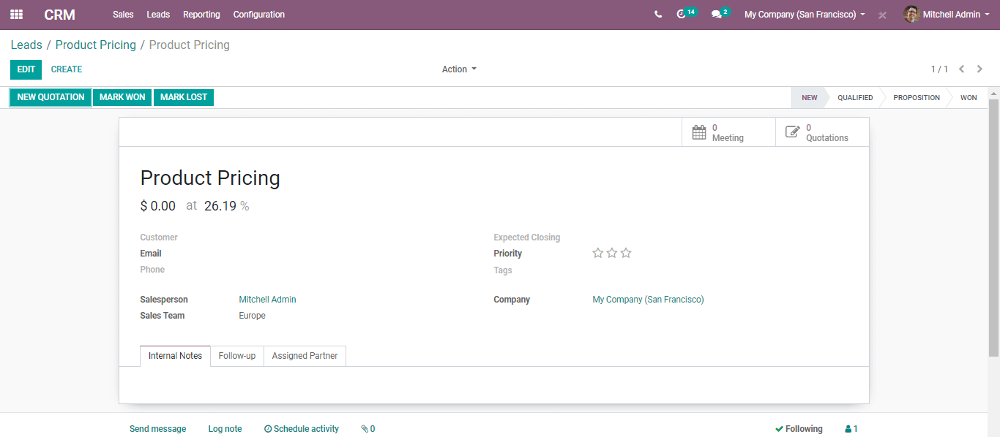 CRM Sales Leads Reporting Configuration 14 2 My Company (San Francisco) Mitchell Admin
Leads / Product Pricing / Product Pricing
EDIT CREATE Action 1 / 1
NEW QUOTATION MARK WON MARK LOST NEW QUALIFIED PROPOSITION WON
0 Meeting 0 Quotations
Product Pricing
$ 0.00 at 26.19 %
Customer Expected Closing
Email Priority
Phone Tags
Salesperson Mitchell Admin Company My Company (San Francisco)
Sales Team Europe
Internal Notes Follow-up Assigned Partner
Send message Log note Schedule activity 0 Following 1